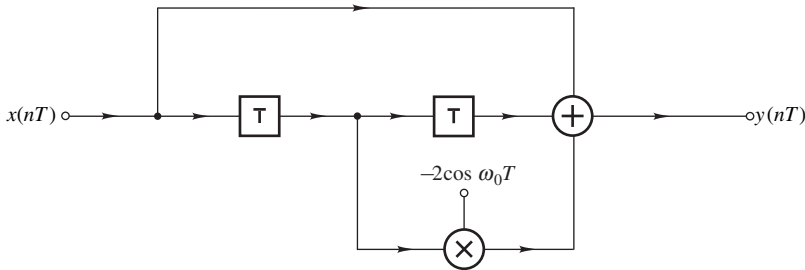 x(nT)
T
T
y(nT)
−2cos ω₀T